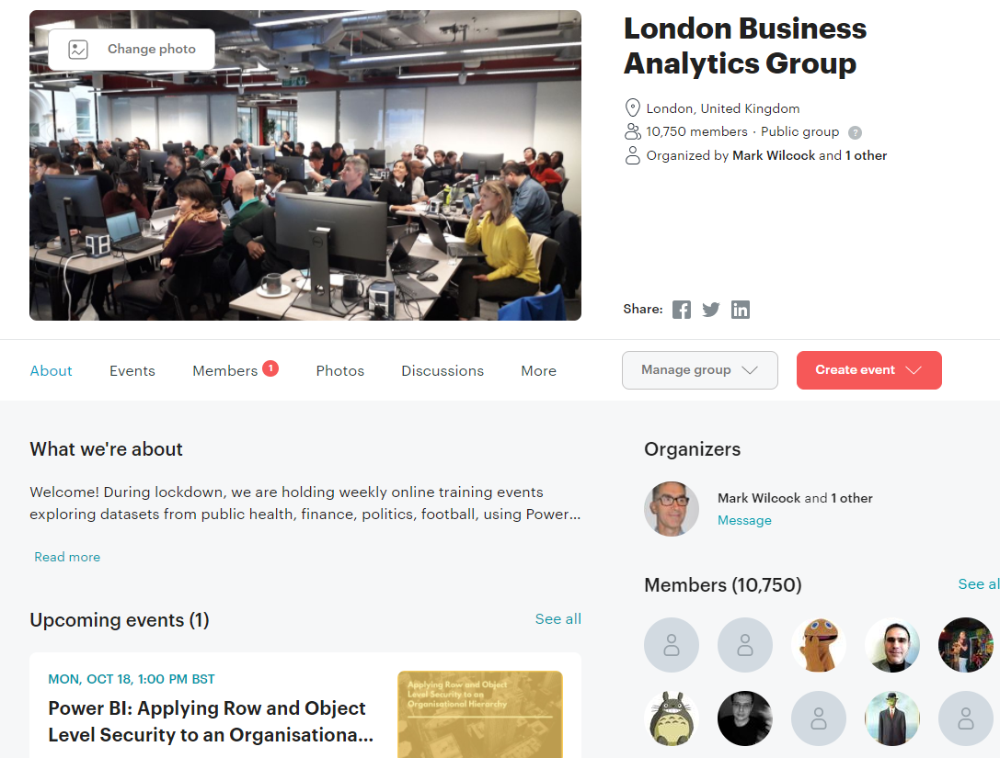 Change photo
London Business
Analytics Group
London, United Kingdom
10,750 members · Public group ?
Organized by Mark Wilcock and 1 other
Share:
About
Events
Members 1
Photos
Discussions
More
Manage group
Create event
What we're about
Welcome! During lockdown, we are holding weekly online training events
exploring datasets from public health, finance, politics, football, using Power...
Read more
Upcoming events (1)
See all
MON, OCT 18, 1:00 PM BST
Power BI: Applying Row and Object
Level Security to an Organisationa...
Applying Row and Object
Level Security to an
Organisational Hierarchy
Organizers
Mark Wilcock and 1 other
Message
Members (10,750)
See al